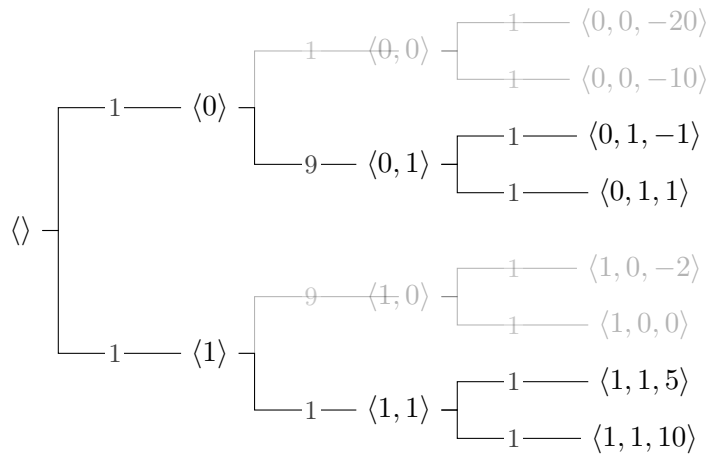 1 ⟨0, 0, −20⟩
1 ⟨0, 0⟩
1 ⟨0, 0, −10⟩
1 ⟨0⟩
1 ⟨0, 1, −1⟩
9 ⟨0, 1⟩
1 ⟨0, 1, 1⟩
⟨⟩
1 ⟨1, 0, −2⟩
9 ⟨1, 0⟩
1 ⟨1, 0, 0⟩
1 ⟨1⟩
1 ⟨1, 1, 5⟩
1 ⟨1, 1⟩
1 ⟨1, 1, 10⟩